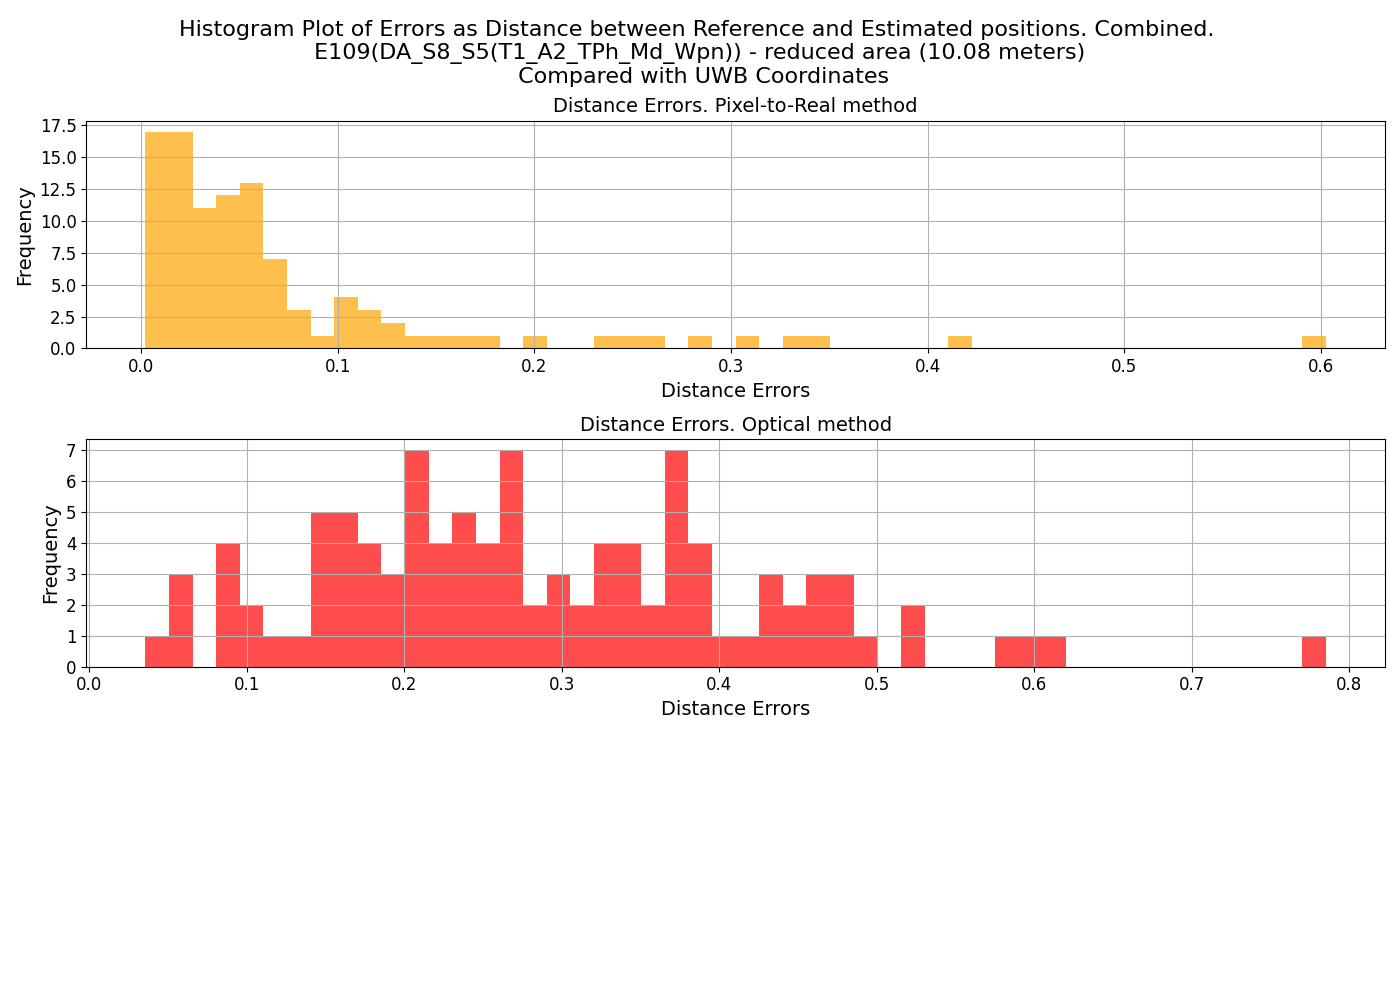 Histogram Plot of Errors as Distance between Reference and Estimated positions. Combined.
E109(DA_S8_S5(T1_A2_TPh_Md_Wpn)) - reduced area (10.08 meters)
Compared with UWB Coordinates
Distance Errors. Pixel-to-Real method
Frequency
17.5
15.0
12.5
10.0
7.5
5.0
2.5
0.0
0.0 0.1 0.2 0.3 0.4 0.5 0.6
Distance Errors
Distance Errors. Optical method
Frequency
7
6
5
4
3
2
1
0
0.0 0.1 0.2 0.3 0.4 0.5 0.6 0.7 0.8
Distance Errors